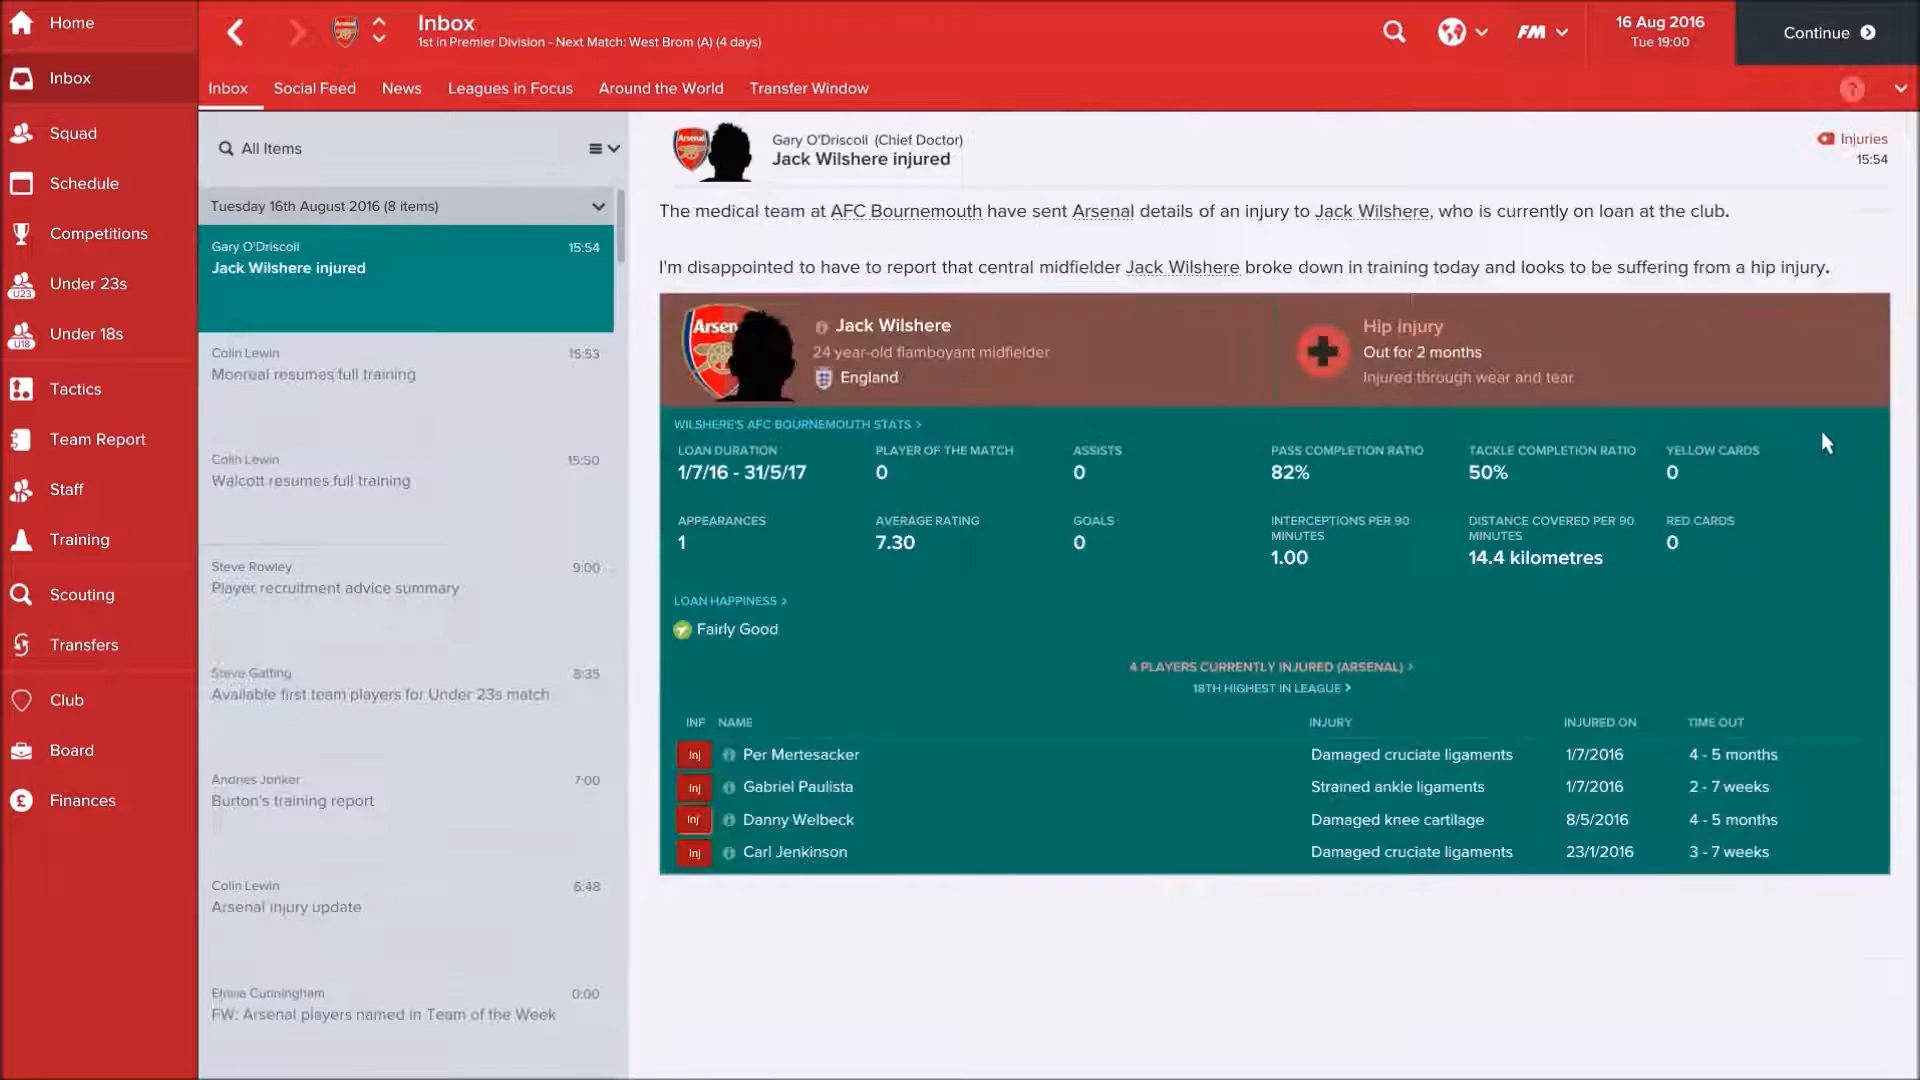 Home
Inbox
Squad
Schedule
Competitions
U23
Under 23s
U18
Under 18s
Tactics
Team Report
Staff
Training
Scouting
Transfers
Club
Board
£
Finances
Arsenal
Inbox
1st in Premier Division - Next Match: West Brom (A) (4 days)
FM
16 Aug 2016
Tue 19:00
Continue
Inbox
Social Feed
News
Leagues in Focus
Around the World
Transfer Window
?
All Items
Tuesday 16th August 2016 (8 items)
Gary O'Driscoll 15:54
Jack Wilshere injured
Colin Lewin 15:53
Monreal resumes full training
Colin Lewin 15:50
Walcott resumes full training
Steve Rowley 9:00
Player recruitment advice summary
Steve Gatting 8:35
Available first team players for Under 23s match
Andries Jonker 7:00
Burton's training report
Colin Lewin 6:48
Arsenal injury update
Emma Cunningham 0:00
FW: Arsenal players named in Team of the Week
Arsenal
Gary O'Driscoll (Chief Doctor)
Jack Wilshere injured
Injuries
15:54
The medical team at AFC Bournemouth have sent Arsenal details of an injury to Jack Wilshere, who is currently on loan at the club.
I'm disappointed to have to report that central midfielder Jack Wilshere broke down in training today and looks to be suffering from a hip injury.
Arsen
Jack Wilshere
24 year-old flamboyant midfielder
England
Hip injury
Out for 2 months
Injured through wear and tear
WILSHERE'S AFC BOURNEMOUTH STATS >
LOAN DURATION PLAYER OF THE MATCH ASSISTS PASS COMPLETION RATIO TACKLE COMPLETION RATIO YELLOW CARDS
1/7/16 - 31/5/17 0 0 82% 50% 0
APPEARANCES AVERAGE RATING GOALS INTERCEPTIONS PER 90 MINUTES DISTANCE COVERED PER 90 MINUTES RED CARDS
1 7.30 0 1.00 14.4 kilometres 0
LOAN HAPPINESS >
Fairly Good
4 PLAYERS CURRENTLY INJURED (ARSENAL) >
18TH HIGHEST IN LEAGUE >
INF NAME INJURY INJURED ON TIME OUT
Inj Per Mertesacker Damaged cruciate ligaments 1/7/2016 4 - 5 months
Inj Gabriel Paulista Strained ankle ligaments 1/7/2016 2 - 7 weeks
Inj Danny Welbeck Damaged knee cartilage 8/5/2016 4 - 5 months
Inj Carl Jenkinson Damaged cruciate ligaments 23/1/2016 3 - 7 weeks